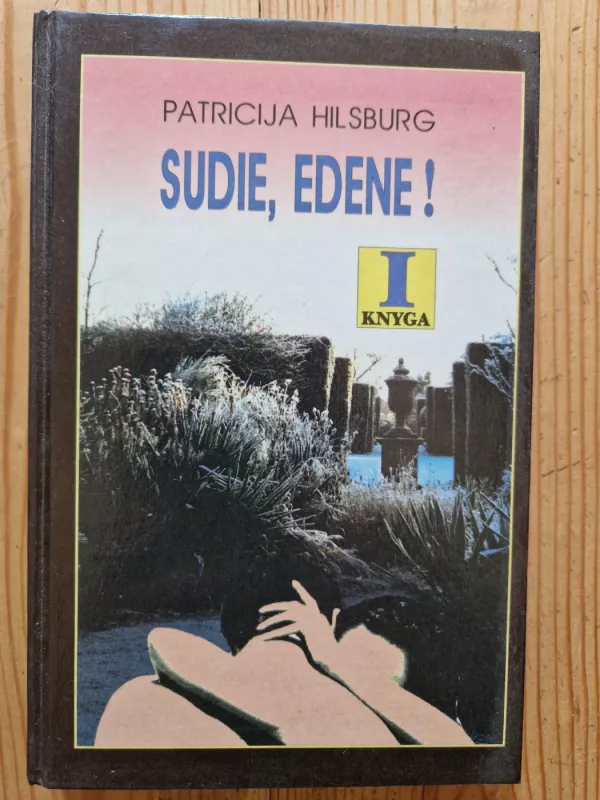 PATRICIJA HILSBURG
SUDIE, EDENE!
I
KNYGA